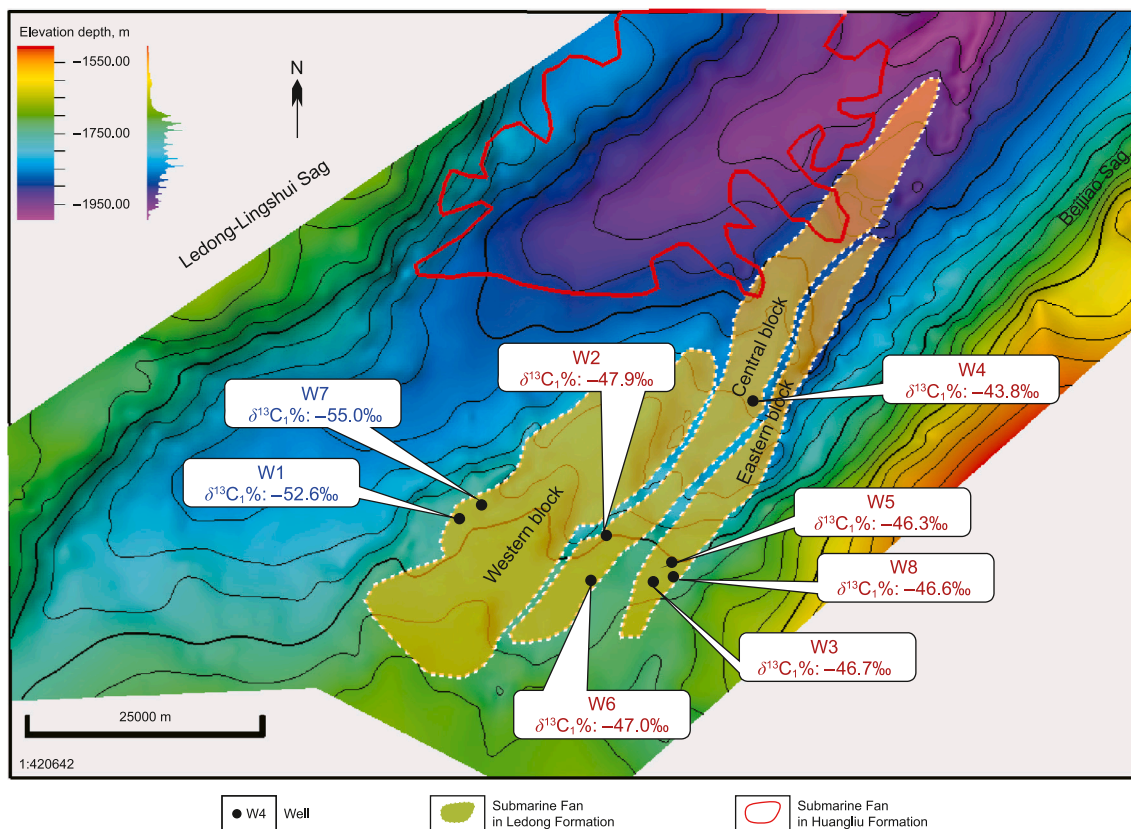 Elevation depth, m
−1550.00
−1750.00
−1950.00
N
Ledong-Lingshui Sag
Beijiao Sag
W2
δ¹³C₁%: −47.9‰
W4
δ¹³C₁%: −43.8‰
W7
δ¹³C₁%: −55.0‰
W1
δ¹³C₁%: −52.6‰
Central block
Eastern block
Western block
W5
δ¹³C₁%: −46.3‰
W8
δ¹³C₁%: −46.6‰
W3
δ¹³C₁%: −46.7‰
W6
δ¹³C₁%: −47.0‰
25000 m
1:420642
W4
Well
Submarine Fan
in Ledong Formation
Submarine Fan
in Huangliu Formation